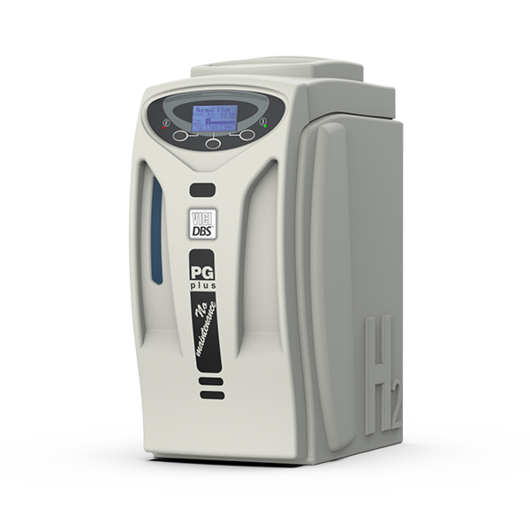 Normal Flow
VICI
DBS
PG
plus
No
maintenance
H2